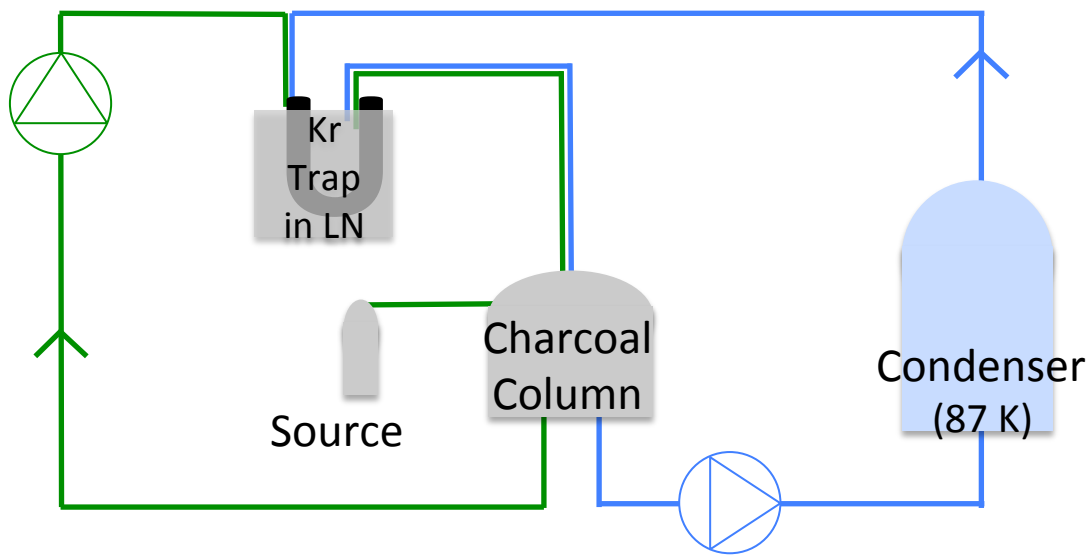 Kr
Trap
in LN
Charcoal
Column
Source
Condenser
(87 K)